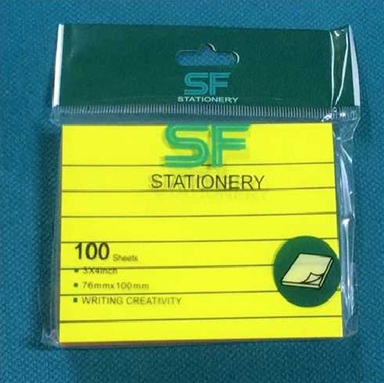 SF
STATIONERY
SF
STATIONERY
100 Sheets
3X4inch
76mmx100mm
WRITING CREATIVITY